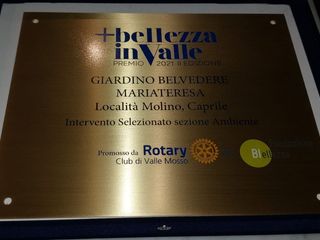 +bellezza
inValle
PREMIO 2021 II EDIZIONE
GIARDINO BELVEDERE
MARIATERESA
Località Molino, Caprile
Intervento Selezionato sezione Ambiente
Promosso da Rotary
Club di Valle Mosso